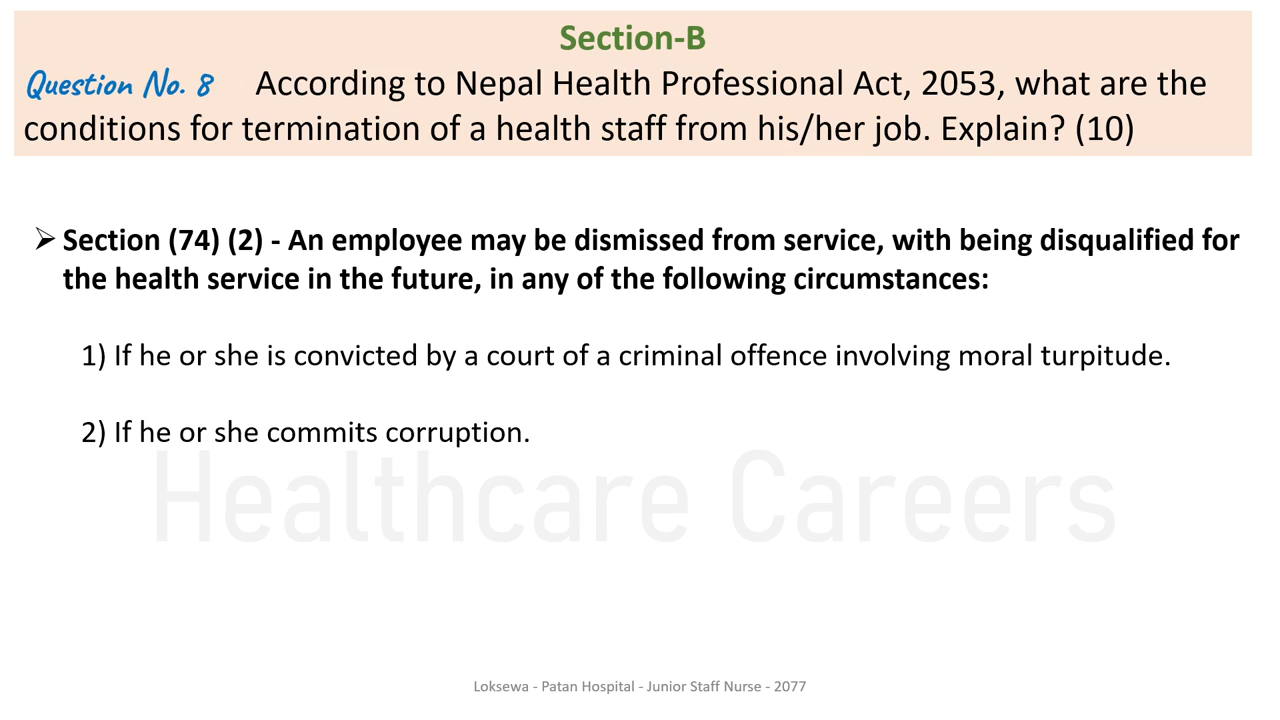 Section-B
Question No. 8 According to Nepal Health Professional Act, 2053, what are the
conditions for termination of a health staff from his/her job. Explain? (10)
➢ Section (74) (2) - An employee may be dismissed from service, with being disqualified for
the health service in the future, in any of the following circumstances:
1) If he or she is convicted by a court of a criminal offence involving moral turpitude.
2) If he or she commits corruption.
Healthcare Careers
Loksewa - Patan Hospital - Junior Staff Nurse - 2077